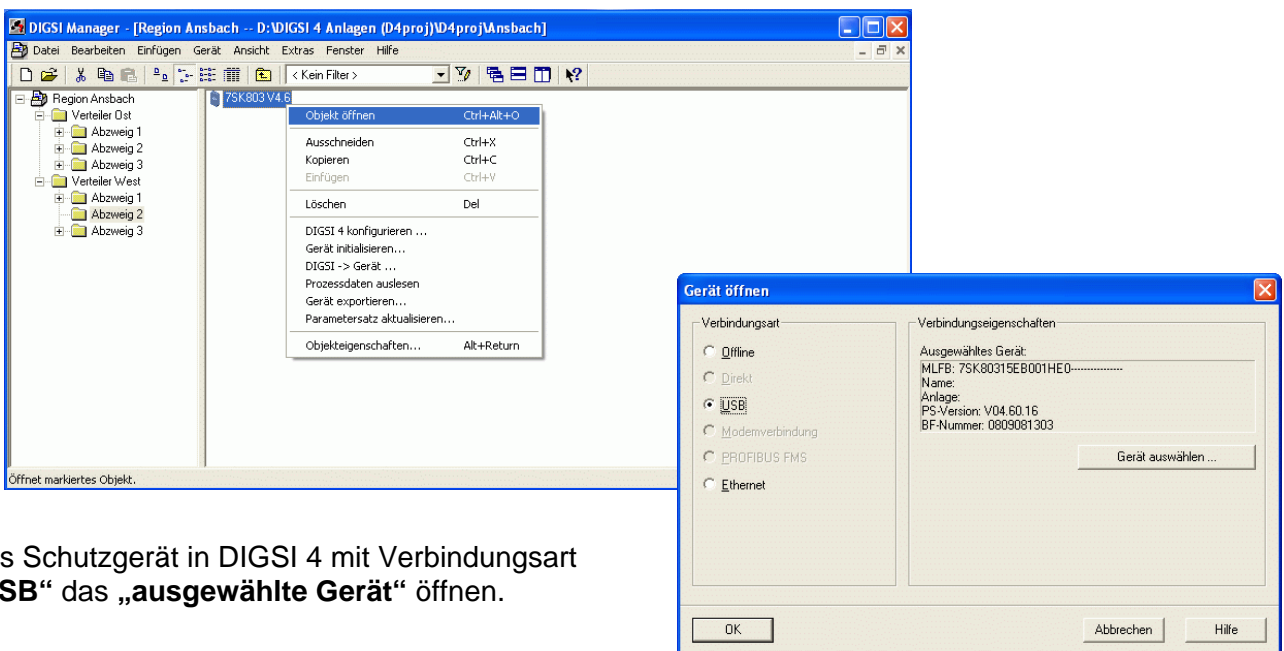 DIGSI Manager - [Region Ansbach -- D:\DIGSI 4 Anlagen (D4proj)\D4proj\Ansbach]
Datei Bearbeiten Einfügen Gerät Ansicht Extras Fenster Hilfe
< Kein Filter >
Region Ansbach
Verteiler Ost
Abzweig 1
Abzweig 2
Abzweig 3
Verteiler West
Abzweig 1
Abzweig 2
Abzweig 3
7SK803 V4.6
Objekt öffnen Ctrl+Alt+O
Ausschneiden Ctrl+X
Kopieren Ctrl+C
Einfügen Ctrl+V
Löschen Del
DIGSI 4 konfigurieren ...
Gerät initialisieren...
DIGSI -> Gerät ...
Prozessdaten auslesen
Gerät exportieren...
Parametersatz aktualisieren...
Objekteigenschaften... Alt+Return
Öffnet markiertes Objekt.
Gerät öffnen
Verbindungsart
Offline
Direkt
USB
Modemverbindung
PROFIBUS FMS
Ethernet
Verbindungseigenschaften
Ausgewähltes Gerät:
MLFB: 7SK80315EB001HE0---------------
Name:
Anlage:
PS-Version: V04.60.16
BF-Nummer: 0809081303
Gerät auswählen ...
OK Abbrechen Hilfe
s Schutzgerät in DIGSI 4 mit Verbindungsart
SB“ das „ausgewählte Gerät“ öffnen.